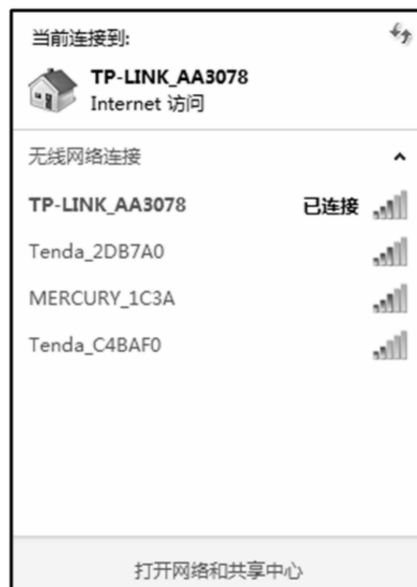 当前连接到:
TP-LINK_AA3078
Internet 访问
无线网络连接
TP-LINK_AA3078 已连接
Tenda_2DB7A0
MERCURY_1C3A
Tenda_C4BAF0
打开网络和共享中心